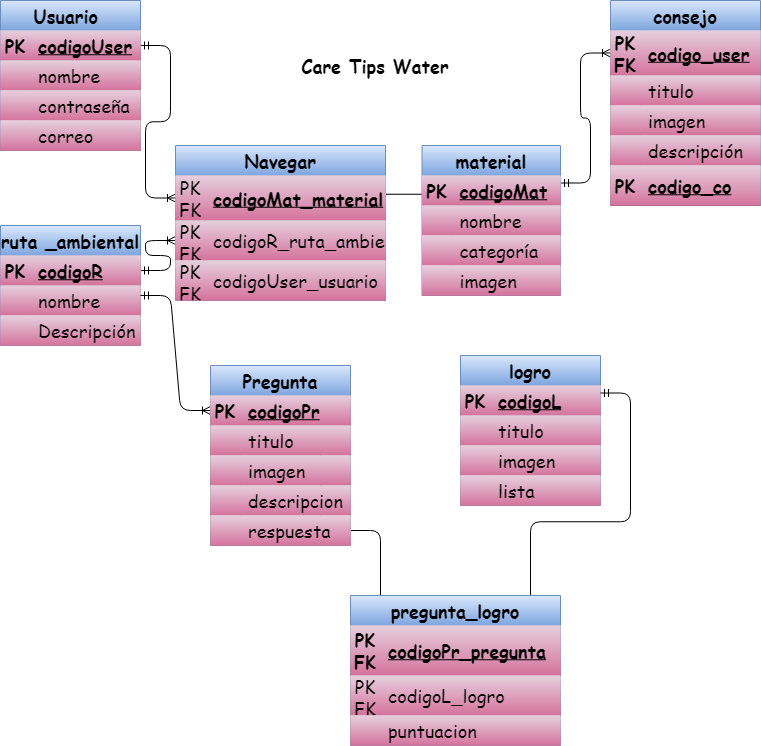 Usuario
PK codigoUser
nombre
contraseña
correo
Care Tips Water
consejo
PK
FK codigo_user
titulo
imagen
descripción
PK codigo_co
Navegar
PK
FK codigoMat_material
PK
FK codigoR_ruta_ambie
PK
FK codigoUser_usuario
material
PK codigoMat
nombre
categoría
imagen
ruta _ambiental
PK codigoR
nombre
Descripción
Pregunta
PK codigoPr
titulo
imagen
descripcion
respuesta
logro
PK codigoL
titulo
imagen
lista
pregunta_logro
PK
FK codigoPr_pregunta
PK
FK codigoL_logro
puntuacion